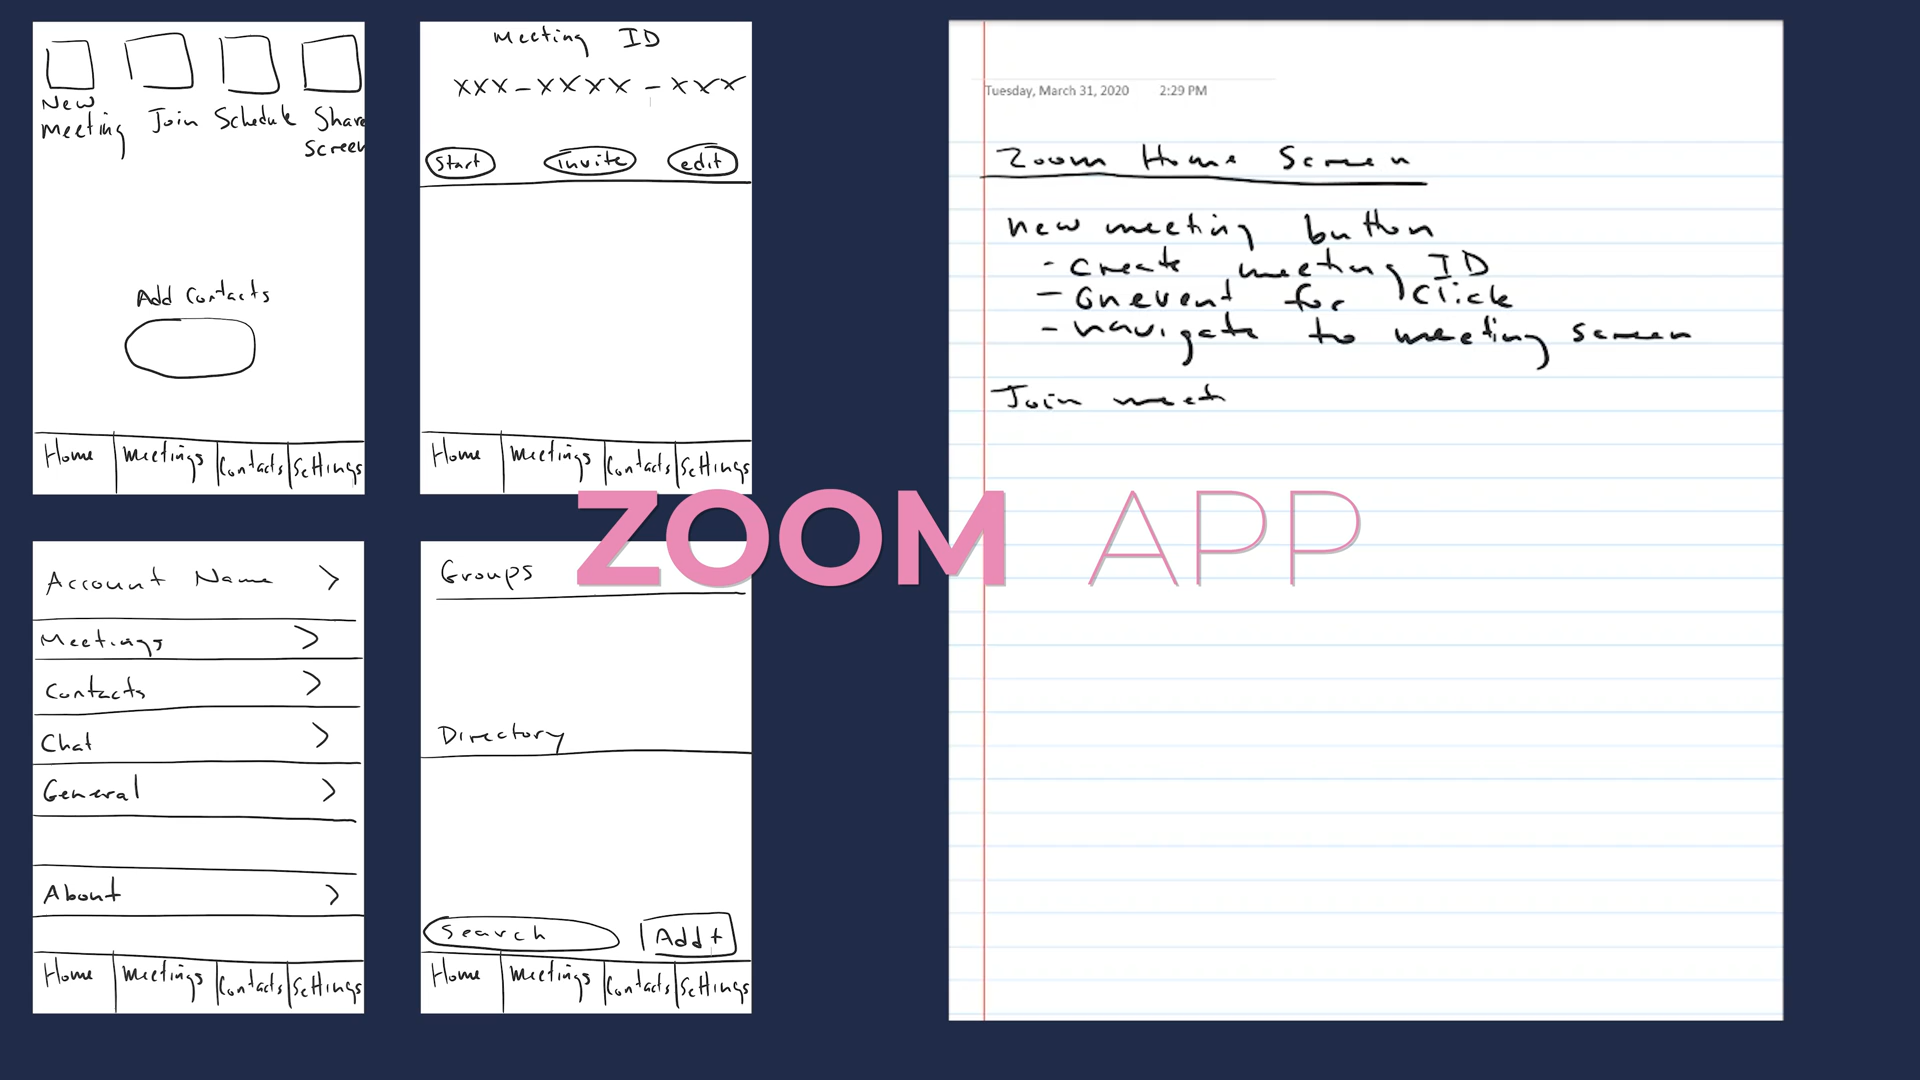 New
Meeting
Join
Schedule
Share
Screen
Add Contacts
Home
Meetings
Contacts
Settings
Meeting ID
XXX-XXXX-XXX
Start
invite
edit
Home
Meetings
Contacts
Settings
Tuesday, March 31, 2020 2:29 PM
Zoom Home Screen
new meeting button
- create meeting ID
- onevent for click
- navigate to meeting screen
Join meet
ZOOM APP
Account Name >
Meetings >
Contacts >
Chat >
General >
About >
Home
Meetings
Contacts
Settings
Groups
Directory
Search
Add+
Home
Meetings
Contacts
Settings